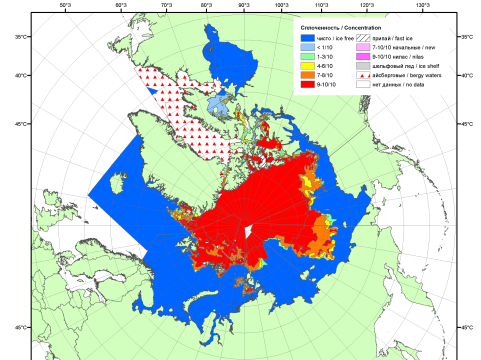 50°З 60°З 70°З 80°З 90°З 100°З 110°З 120°З 130°З
35°С
40°С
45°С
45°С
35°С
40°С
45°С
45°С
Сплоченность / Concentration
чисто / ice free
< 1/10
1-3/10
4-6/10
7-8/10
9-10/10
припай / fast ice
7-10/10 начальные / new
9-10/10 нилас / nilas
шельфовый лед / ice shelf
айсберговые / bergy waters
нет данных / no data